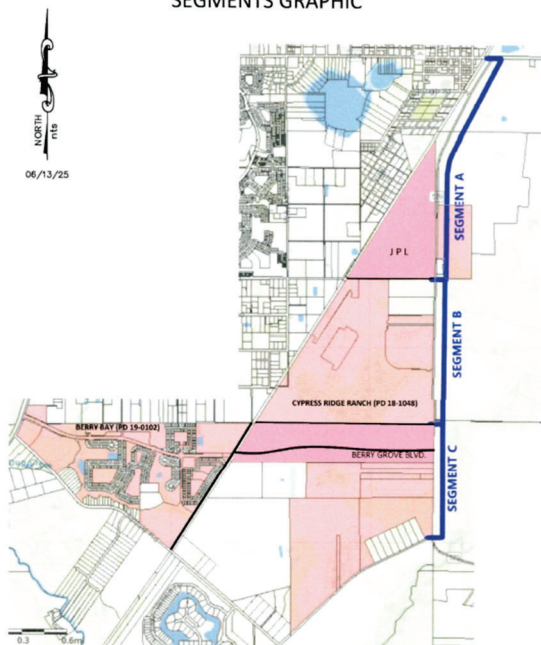 SEGMENTS GRAPHIC
NORTH
nts
06/13/25
SEGMENT A
J P L
SEGMENT B
CYPRESS RIDGE RANCH (PD 18-1048)
BERRY BAY (PD 19-0102)
BERRY GROVE BLVD.
SEGMENT C
0.3
0.6mi